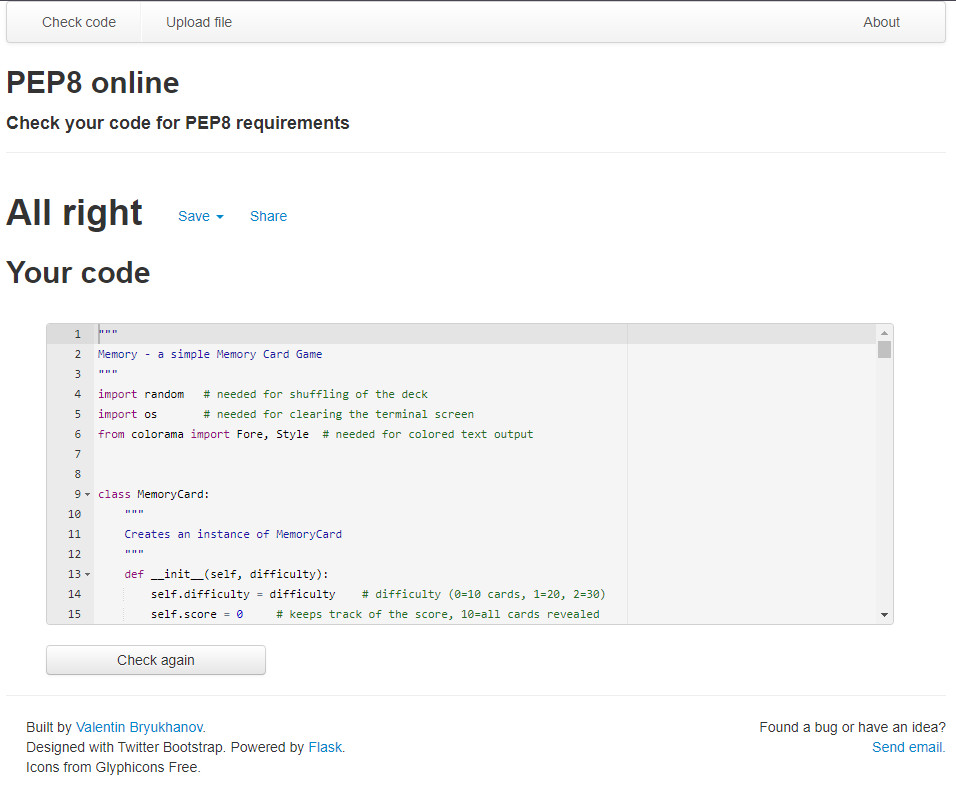 Check code Upload file About
PEP8 online
Check your code for PEP8 requirements
All right Save Share
Your code
1 """
2 Memory - a simple Memory Card Game
3 """
4 import random   # needed for shuffling of the deck
5 import os       # needed for clearing the terminal screen
6 from colorama import Fore, Style  # needed for colored text output
7
8
9 class MemoryCard:
10     """
11     Creates an instance of MemoryCard
12     """
13     def __init__(self, difficulty):
14         self.difficulty = difficulty    # difficulty (0=10 cards, 1=20, 2=30)
15         self.score = 0     # keeps track of the score, 10=all cards revealed
Check again
Built by Valentin Bryukhanov. Found a bug or have an idea?
Designed with Twitter Bootstrap. Powered by Flask. Send email.
Icons from Glyphicons Free.